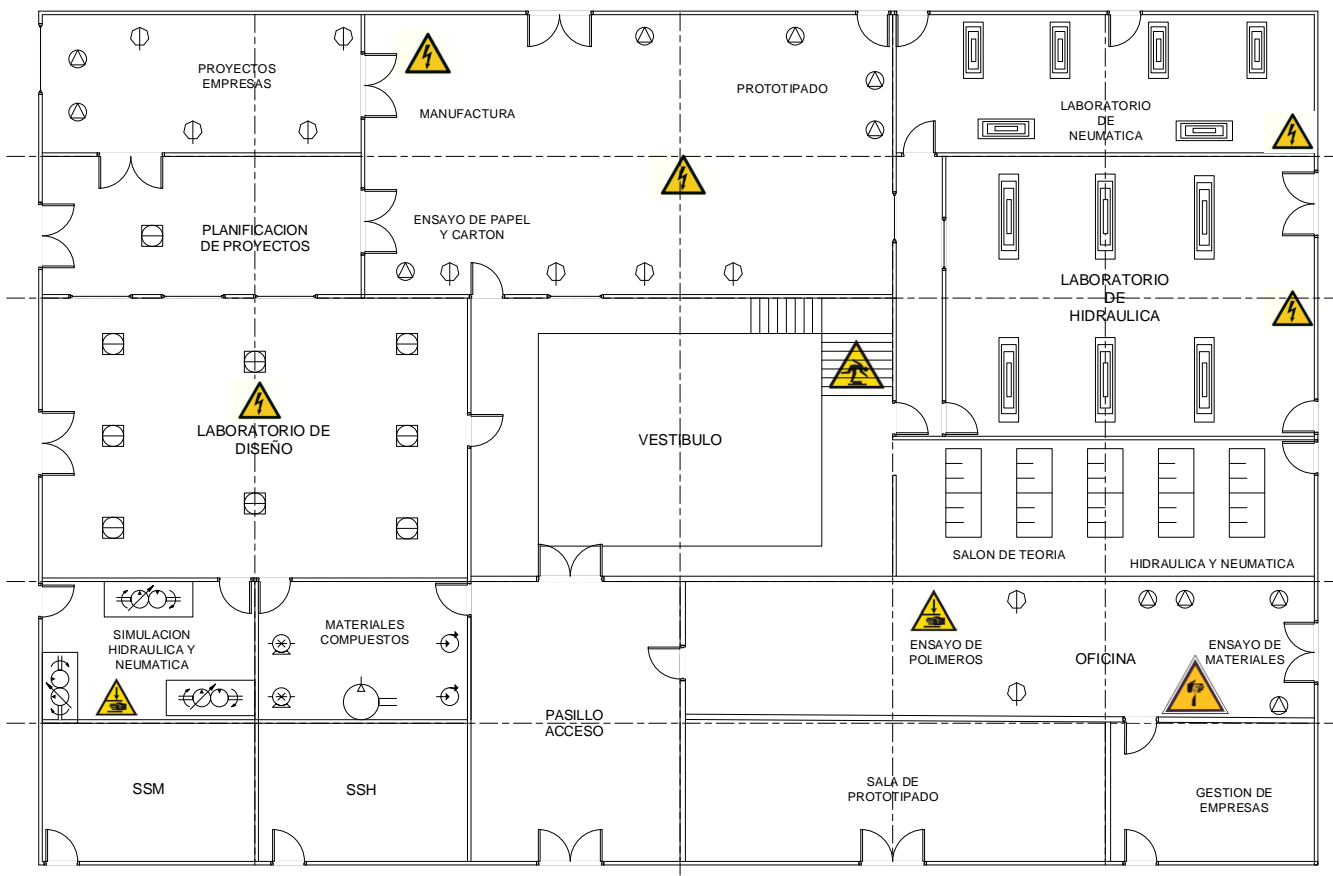 PROYECTOS
EMPRESAS
MANUFACTURA
PROTOTIPADO
LABORATORIO
DE
NEUMATICA
PLANIFICACION
DE PROYECTOS
ENSAYO DE PAPEL
Y CARTON
LABORATORIO
DE
HIDRAULICA
LABORATORIO DE
DISEÑO
VESTIBULO
SALON DE TEORIA
HIDRAULICA Y NEUMATICA
SIMULACION
HIDRAULICA Y
NEUMATICA
MATERIALES
COMPUESTOS
ENSAYO DE
POLIMEROS
OFICINA
ENSAYO DE
MATERIALES
PASILLO
ACCESO
SSM
SSH
SALA DE
PROTOTIPADO
GESTION DE
EMPRESAS